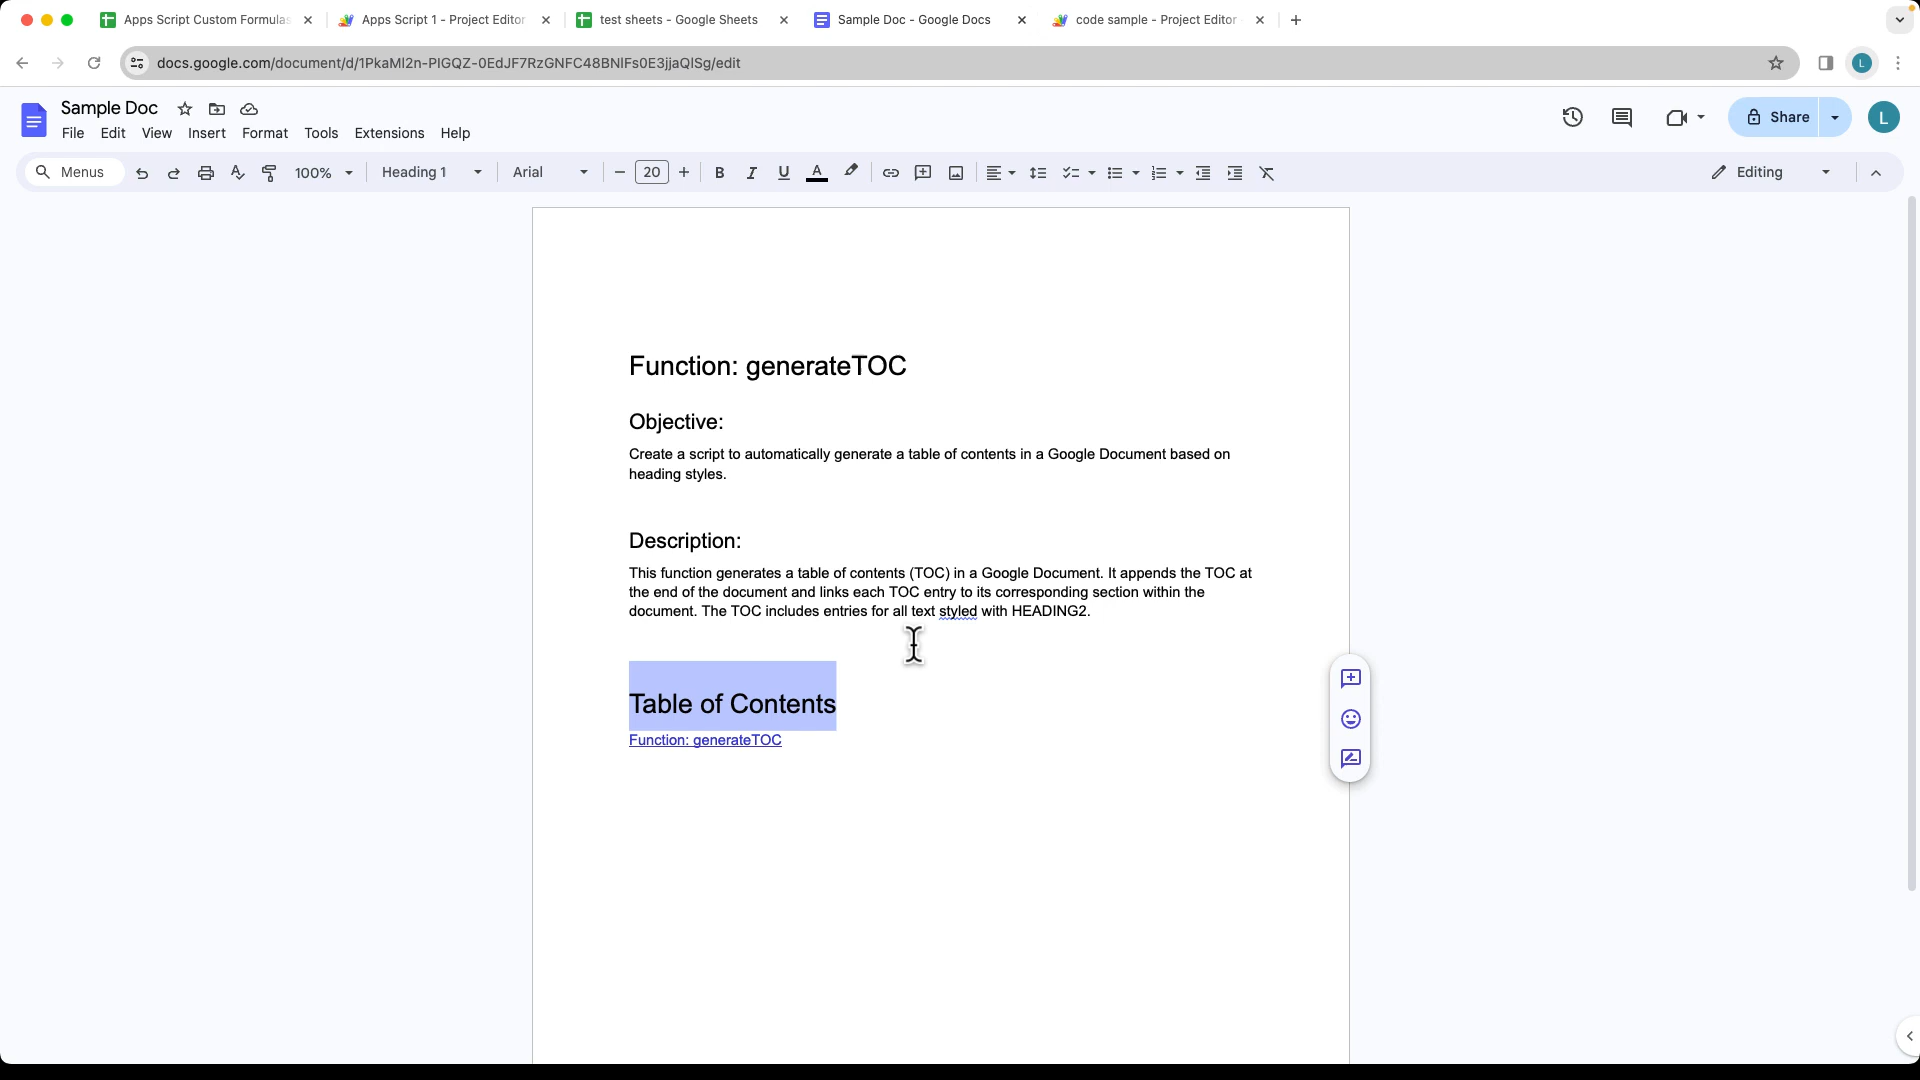 Apps Script Custom Formulas
Apps Script 1 - Project Editor
test sheets - Google Sheets
Sample Doc - Google Docs
code sample - Project Editor
docs.google.com/document/d/1PkaMI2n-PIGQZ-0EdJF7RzGNFC48BNIFs0E3jjaQlSg/edit
L
Sample Doc
File Edit View Insert Format Tools Extensions Help
Share
L
Menus
100%
Heading 1
Arial
20
B I U A
Editing
Function: generateTOC
Objective:
Create a script to automatically generate a table of contents in a Google Document based on
heading styles.
Description:
This function generates a table of contents (TOC) in a Google Document. It appends the TOC at
the end of the document and links each TOC entry to its corresponding section within the
document. The TOC includes entries for all text styled with HEADING2.
Table of Contents
Function: generateTOC